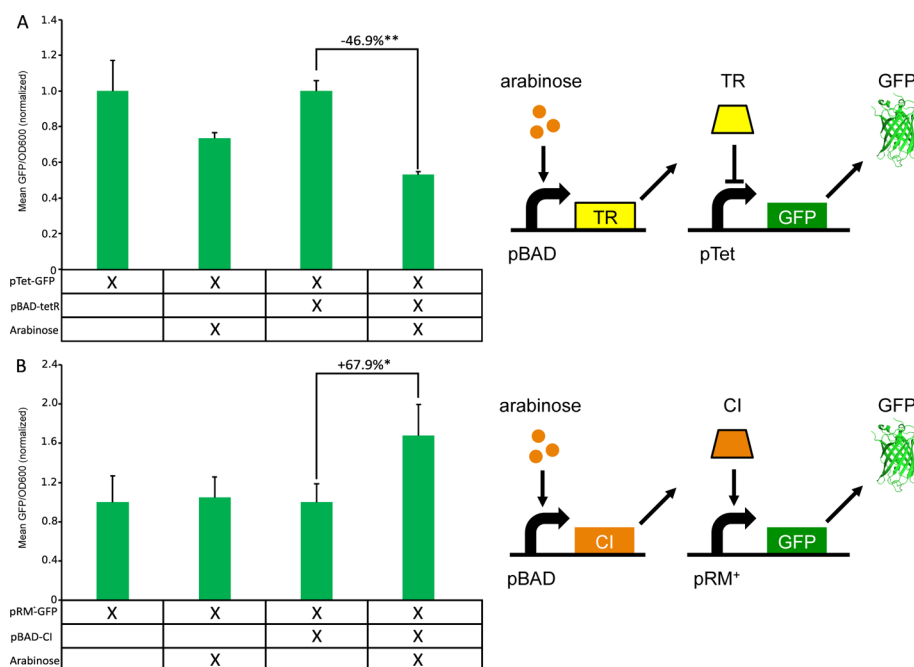 A
Mean GFP/OD600 (normalized)
1.4
1.2
1.0
0.8
0.6
0.4
0.2
0
-46.9%**
pTet-GFP X X X X
pBAD-tetR X X
Arabinose X X
arabinose TR GFP
TR GFP
pBAD pTet
B
Mean GFP/OD600 (normalized)
2.4
2.0
1.6
1.2
0.8
0.4
0
+67.9%*
pRM-GFP X X X X
pBAD-CI X X
Arabinose X X
arabinose CI GFP
CI GFP
pBAD pRM⁺